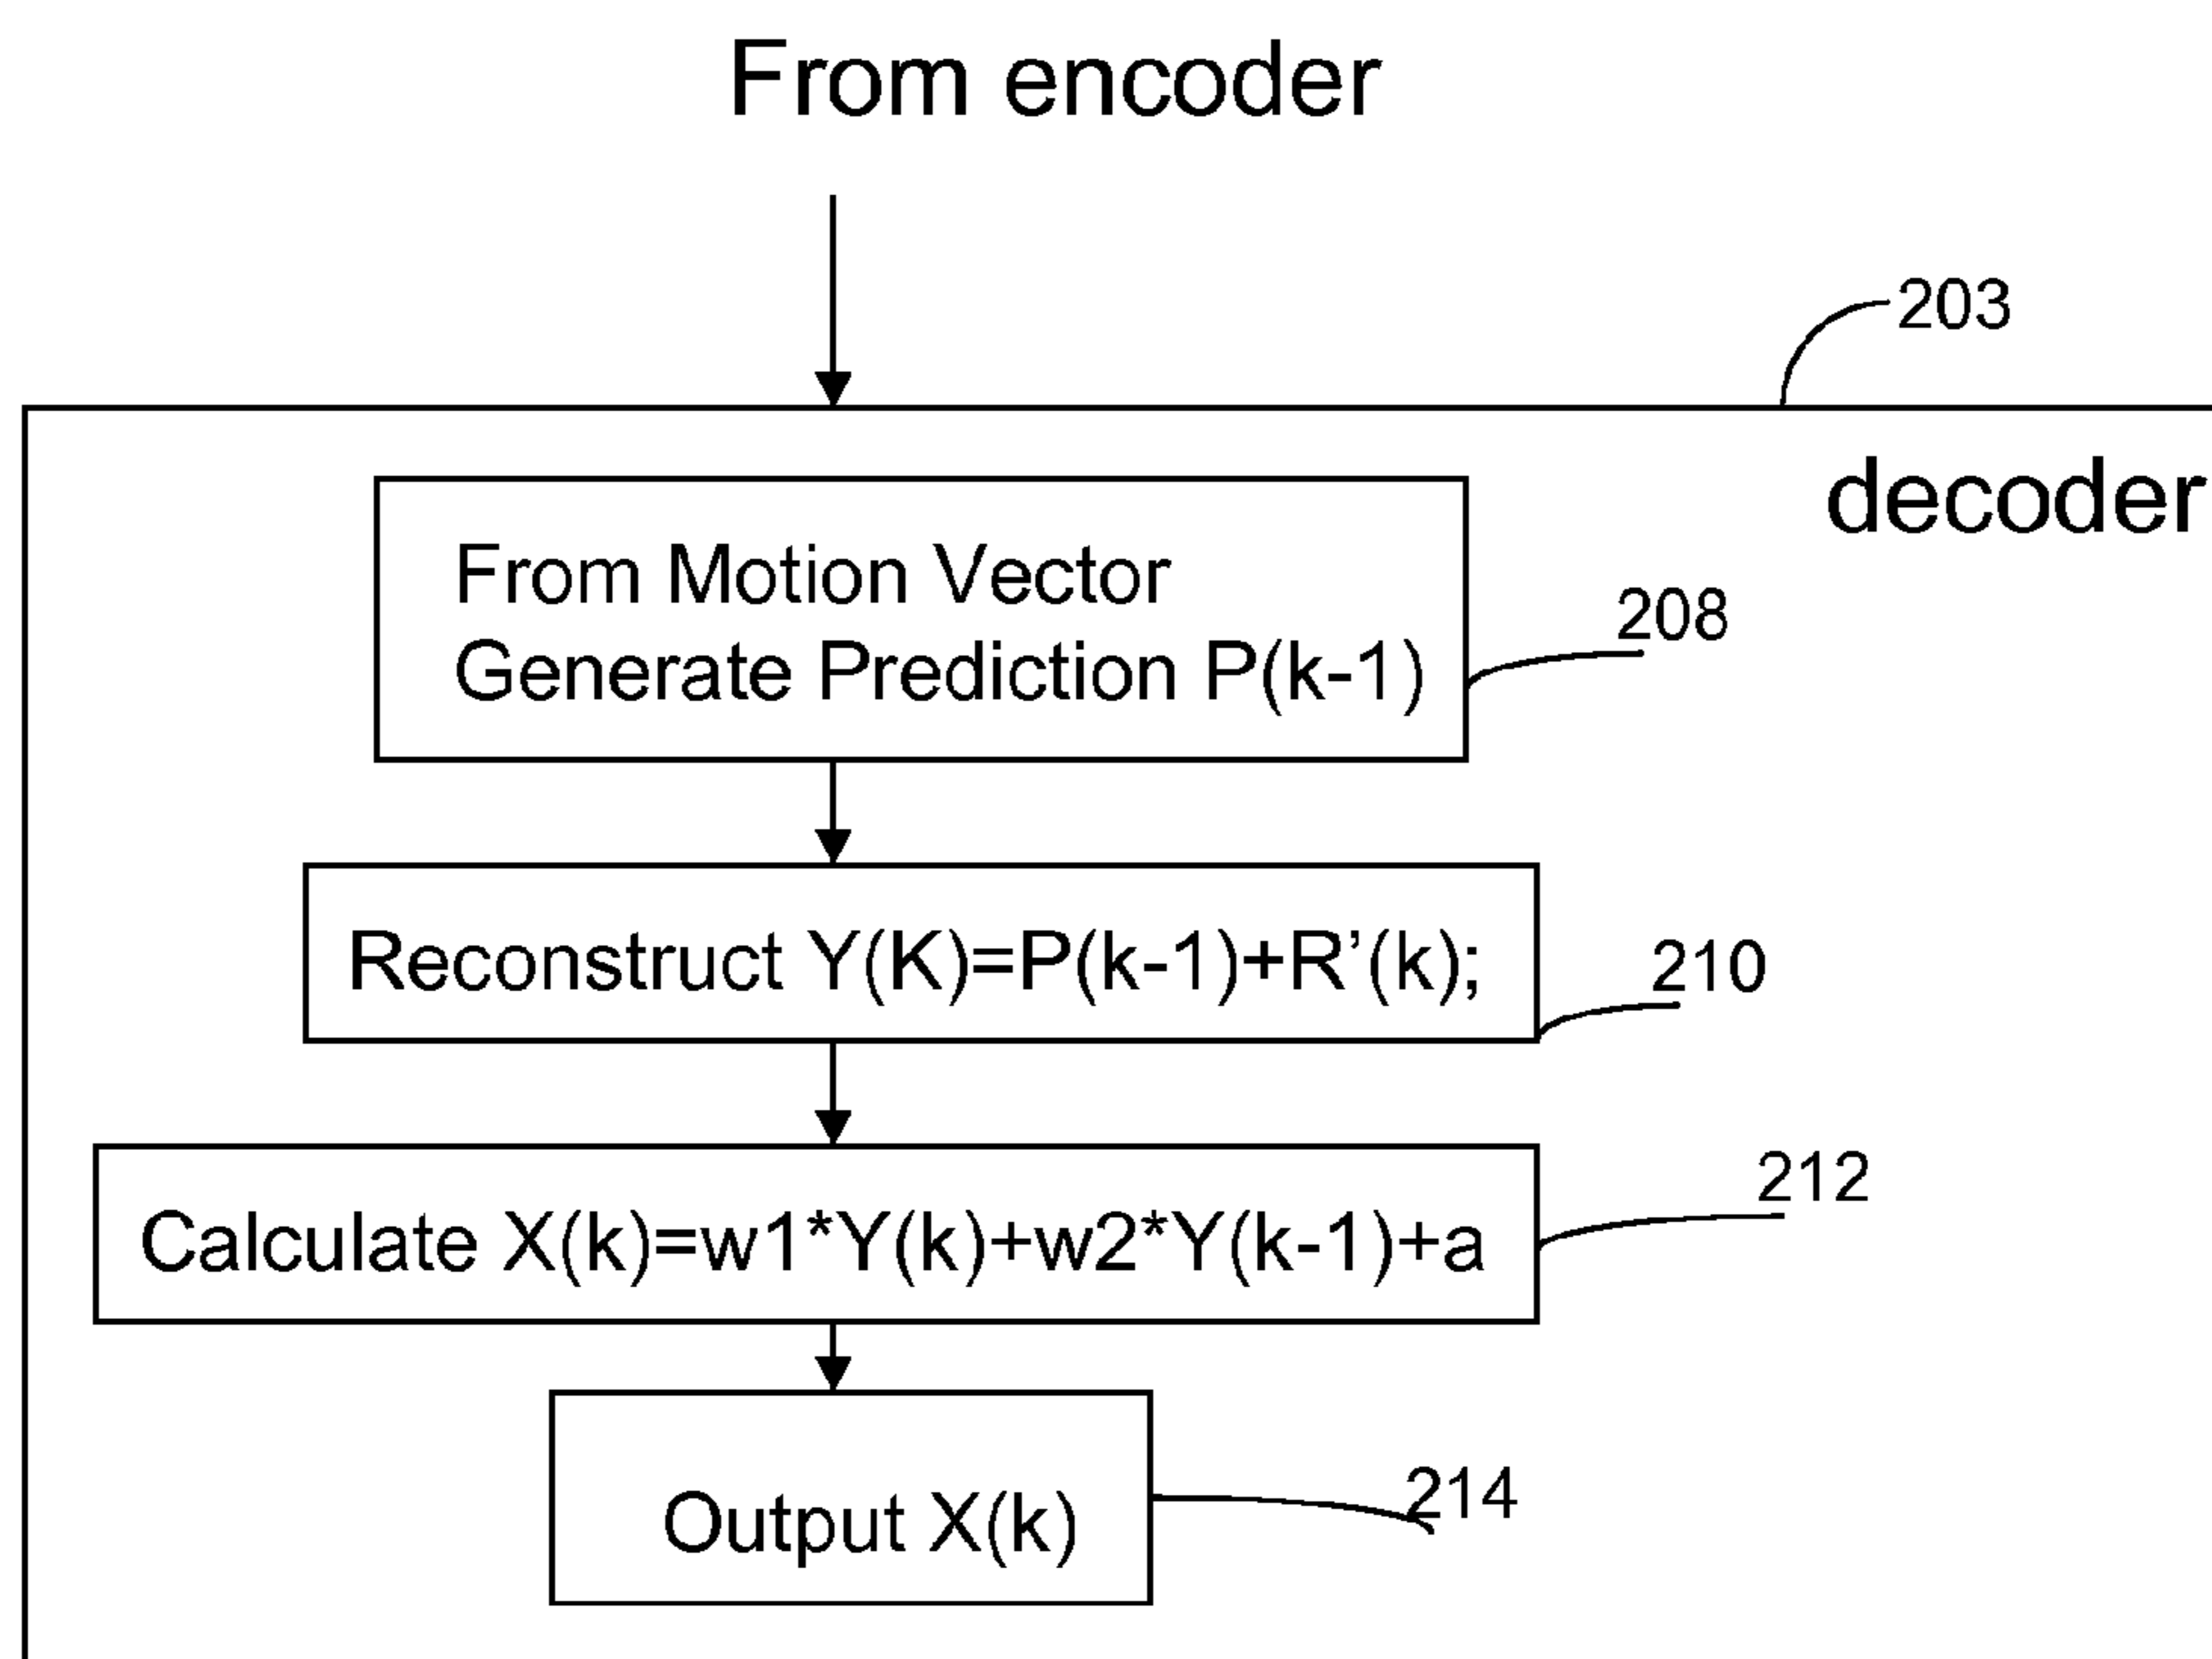 From encoder
203
decoder
From Motion Vector
Generate Prediction P(k-1)
208
Reconstruct Y(K)=P(k-1)+R’(k);
210
Calculate X(k)=w1*Y(k)+w2*Y(k-1)+a
212
Output X(k)
214